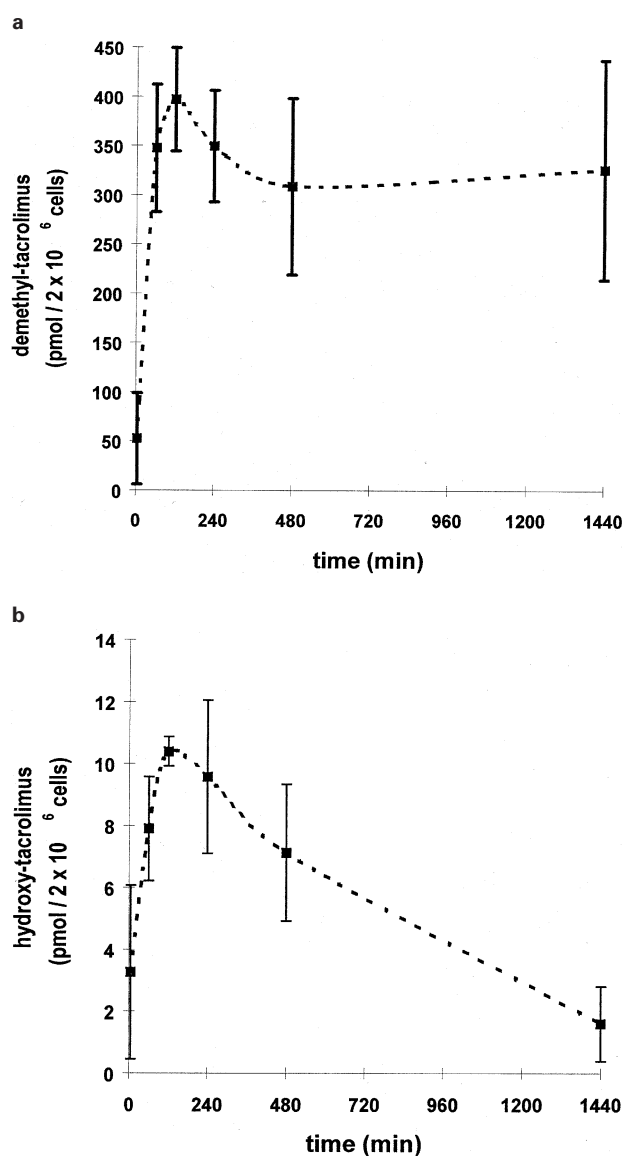 a
450
400
350
300
250
200
150
100
50
0
demethyl-tacrolimus
(pmol / 2 x 10 6 cells)
0 240 480 720 960 1200 1440
time (min)
b
14
12
10
8
6
4
2
0
hydroxy-tacrolimus
(pmol / 2 x 10 6 cells)
0 240 480 720 960 1200 1440
time (min)